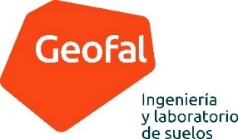 Geofal
Ingeniería
y laboratorio
de suelos